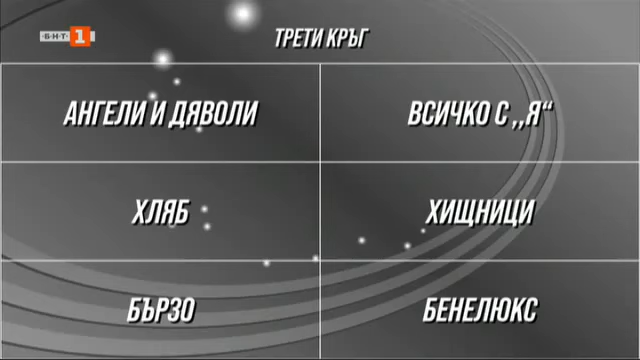 БНТ 1
ТРЕТИ КРЪГ
АНГЕЛИ И ДЯВОЛИ
ВСИЧКО С „Я“
ХЛЯБ
ХИЩНИЦИ
БЪРЗО
БЕНЕЛЮКС